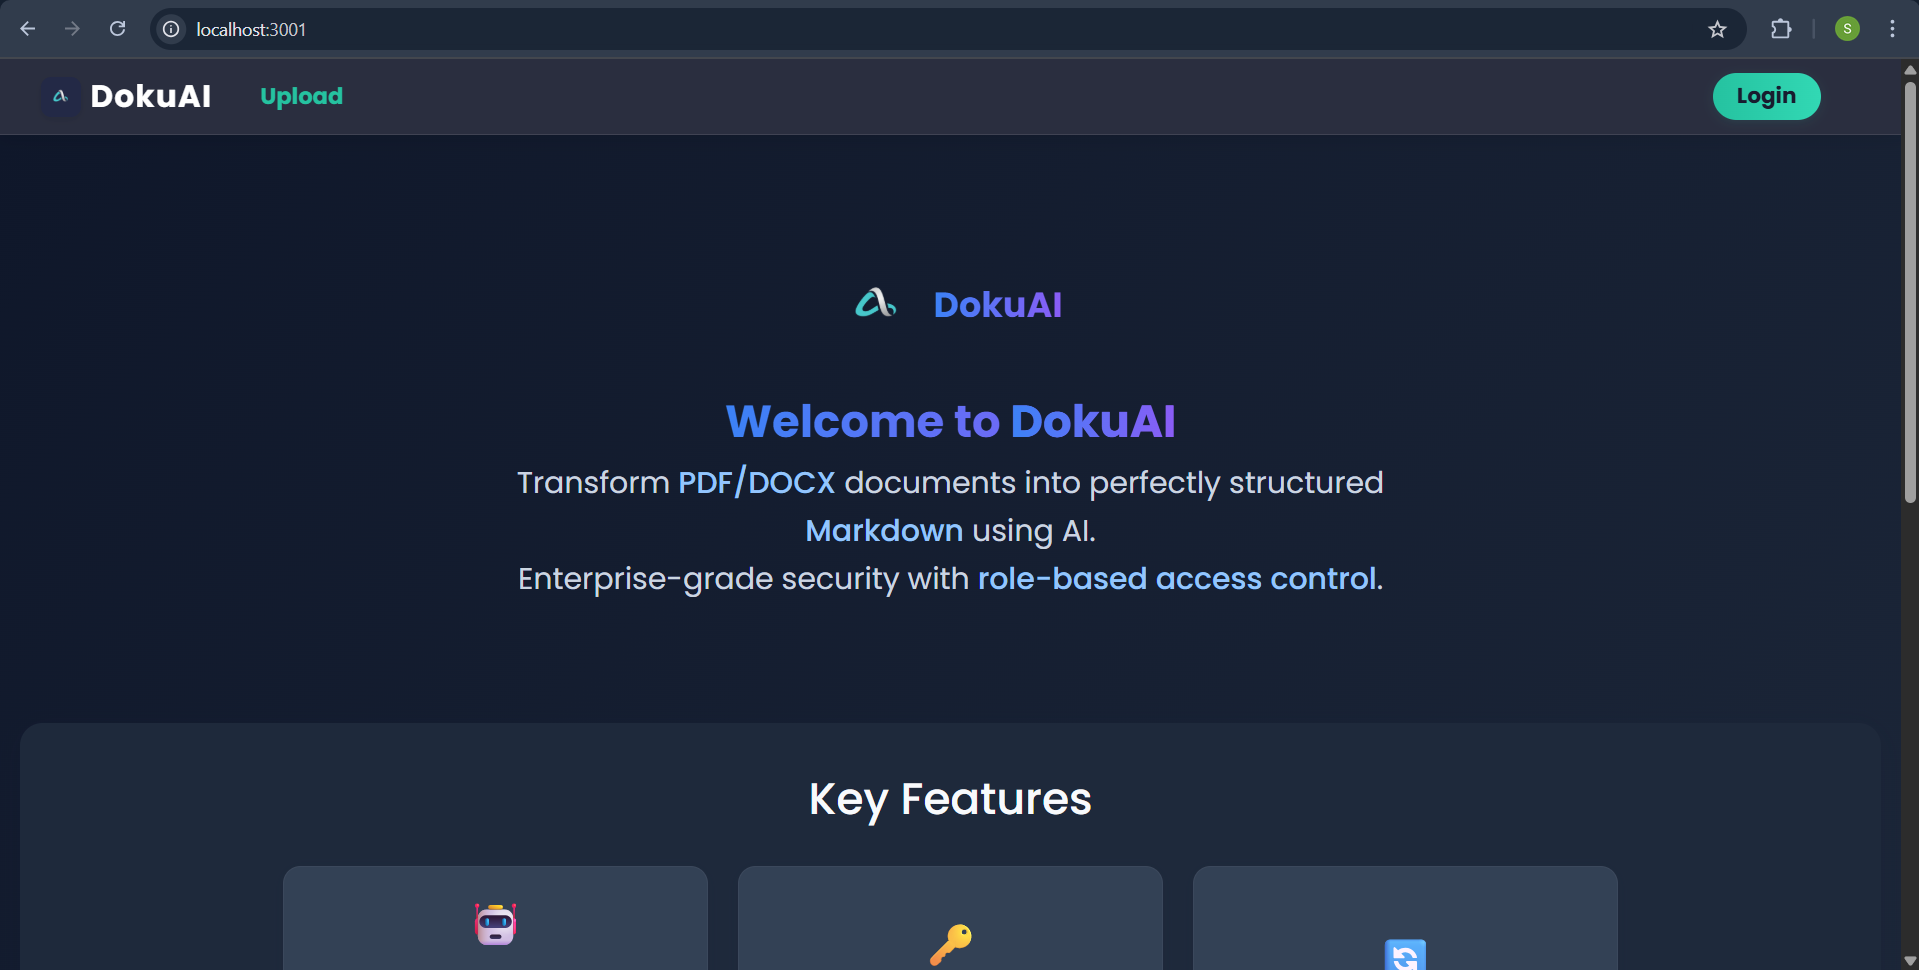 localhost:3001
S
DokuAI
Upload
Login
DokuAI
Welcome to DokuAI
Transform PDF/DOCX documents into perfectly structured
Markdown using AI.
Enterprise-grade security with role-based access control.
Key Features